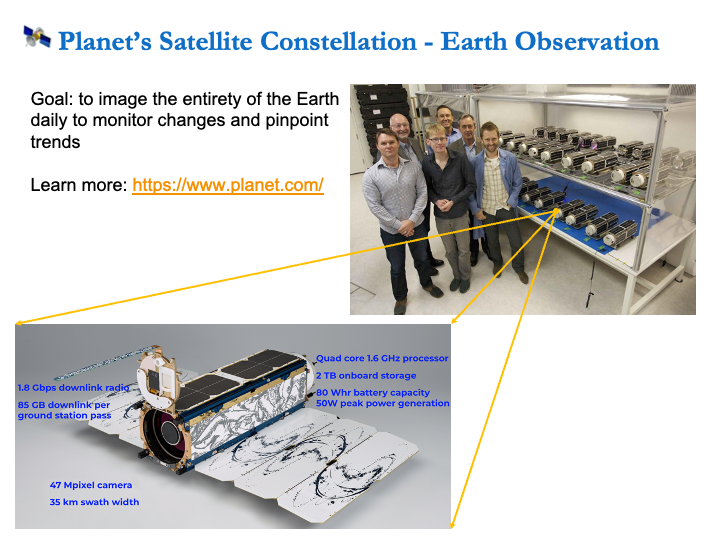 Planet’s Satellite Constellation - Earth Observation
Goal: to image the entirety of the Earth
daily to monitor changes and pinpoint
trends
Learn more: https://www.planet.com/
1.8 Gbps downlink radio
85 GB downlink per
ground station pass
Quad core 1.6 GHz processor
2 TB onboard storage
80 Whr battery capacity
50W peak power generation
47 Mpixel camera
35 km swath width